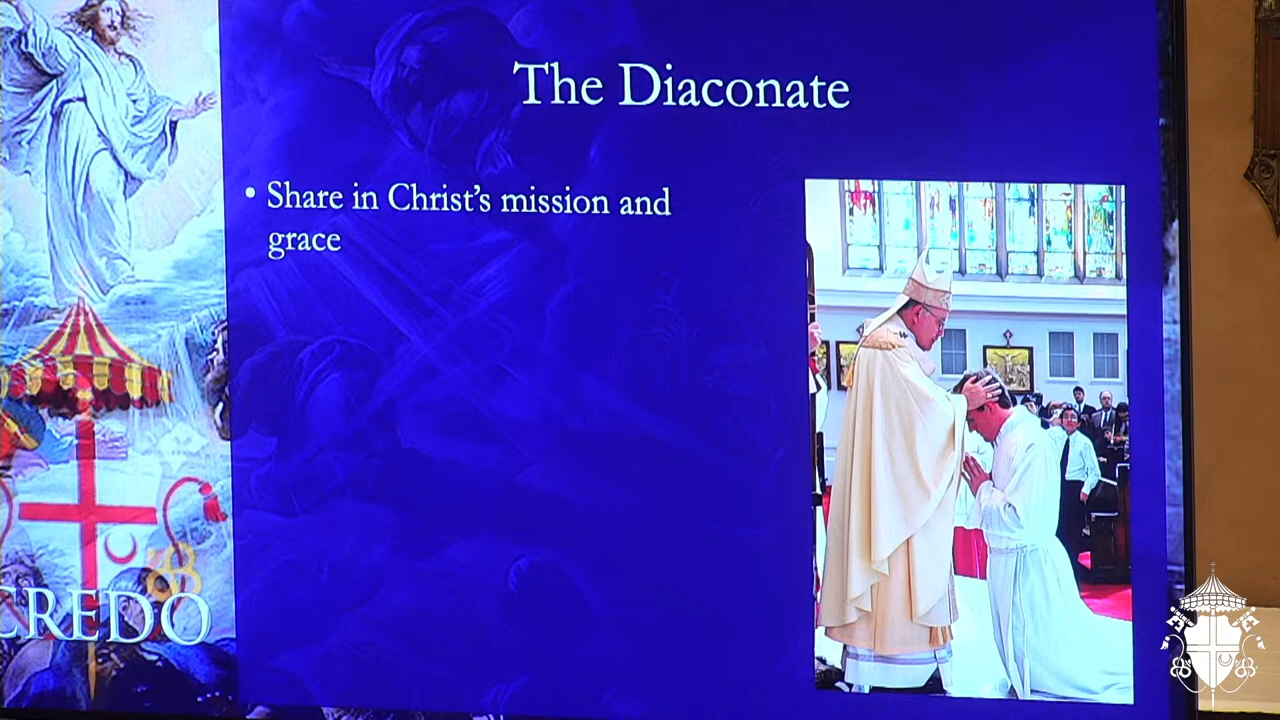 The Diaconate
• Share in Christ's mission and
grace
CREDO